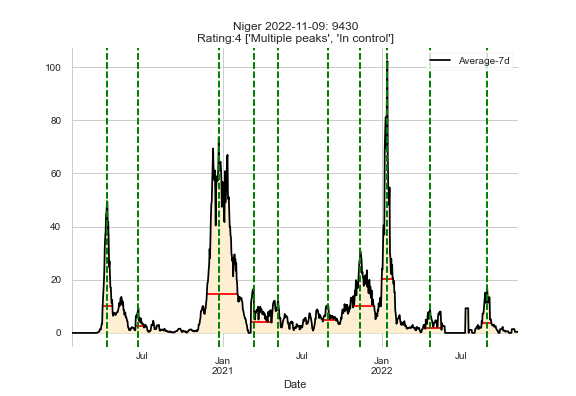 Niger 2022-11-09: 9430
Rating:4 ['Multiple peaks', 'In control']
Average-7d
100
80
60
40
20
0
Jul
Jan
2021
Jul
Jan
2022
Jul
Date